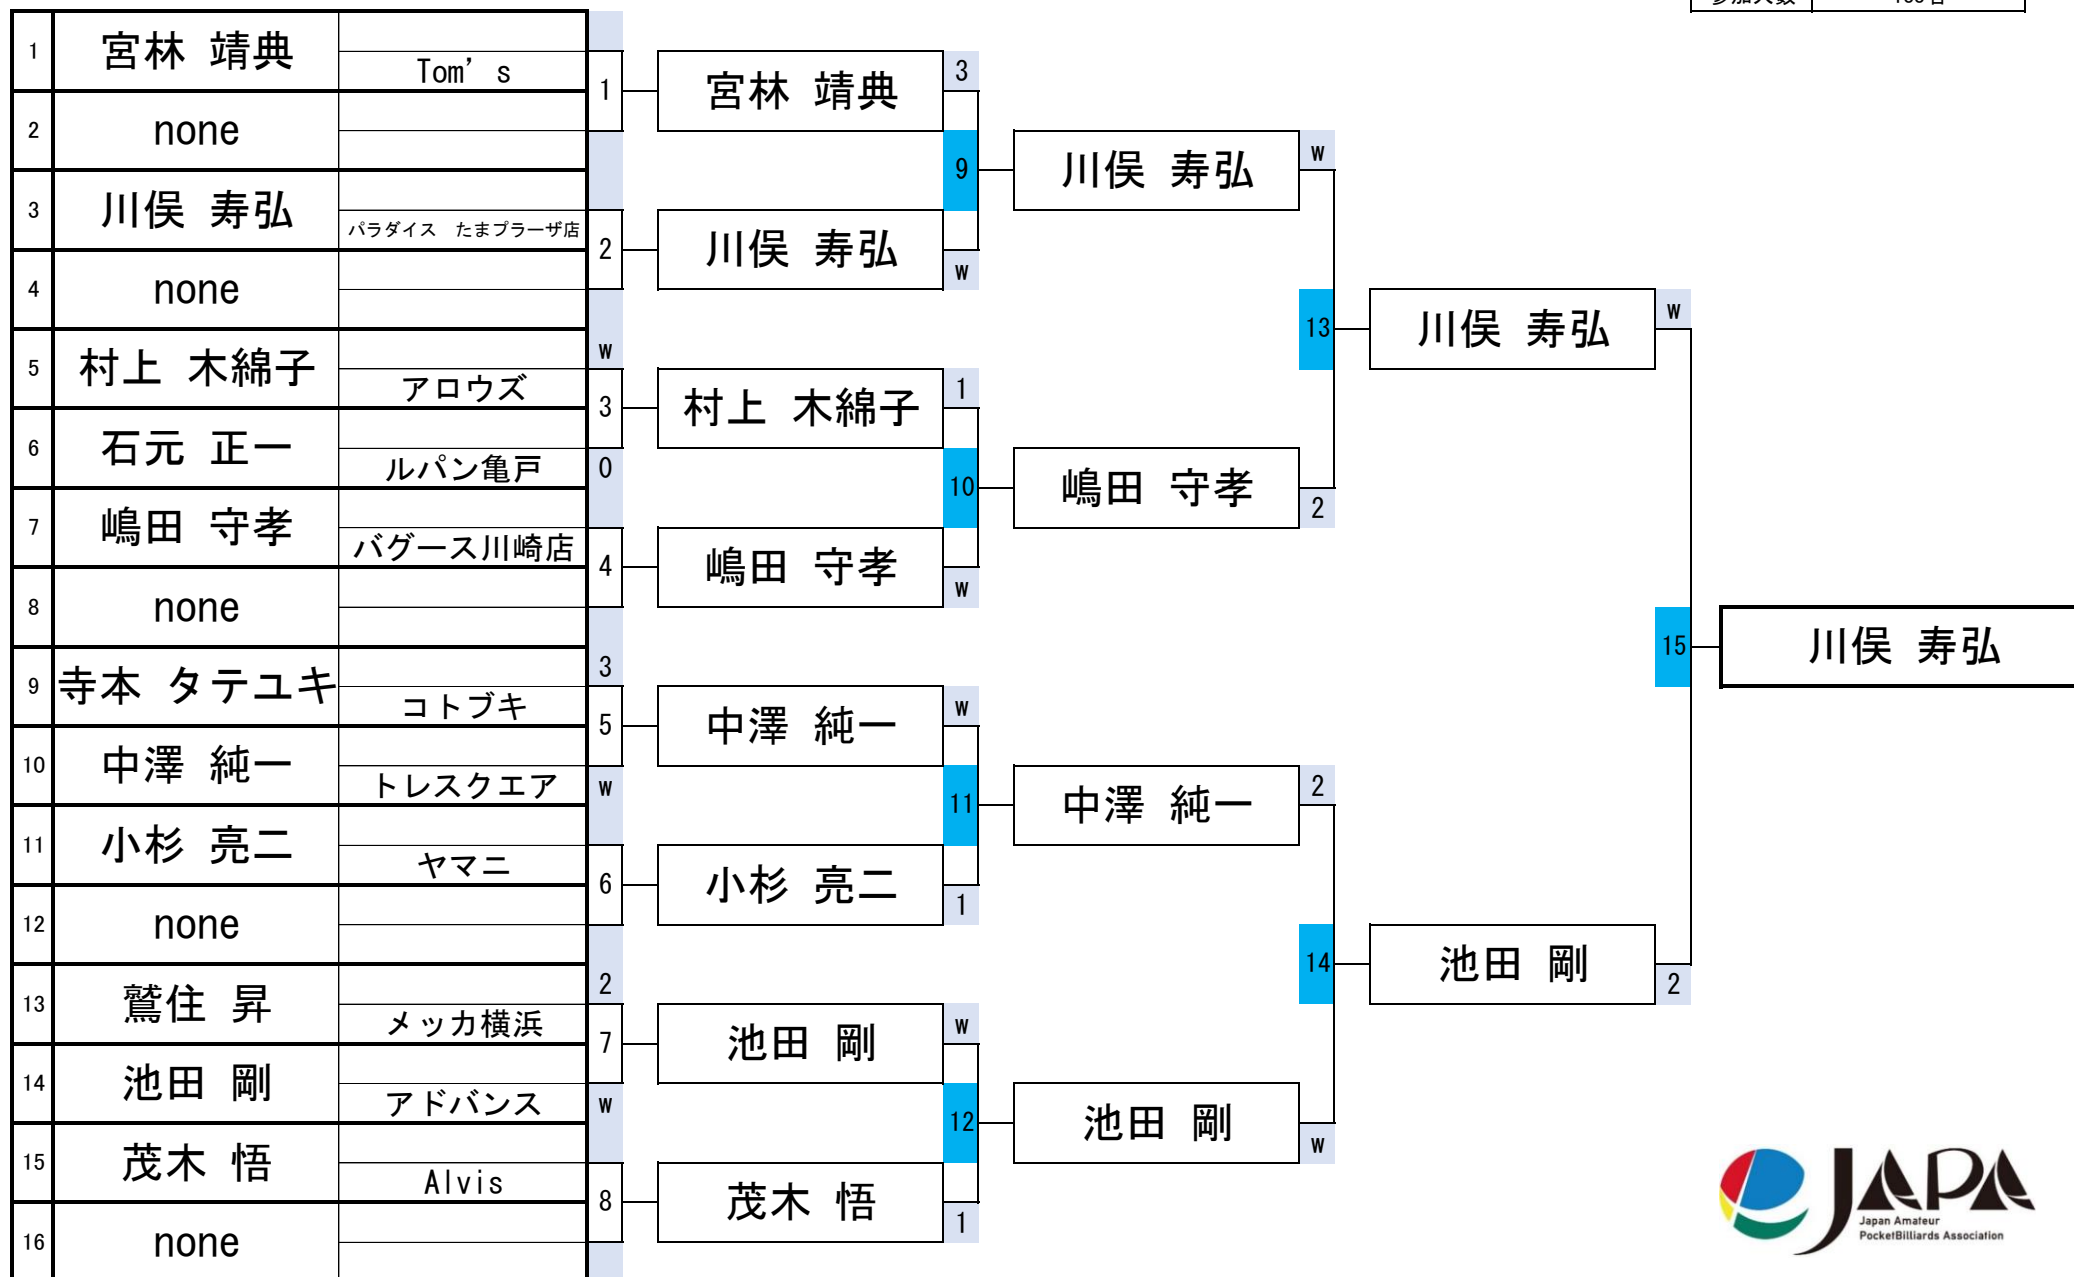 1 宮林 靖典 Tom's
2 none
3 川俣 寿弘 パラダイス たまプラーザ店
4 none
5 村上 木綿子 アロウズ w
6 石元 正一 ルパン亀戸 0
7 嶋田 守孝 バグース川崎店
8 none
9 寺本 タテユキ コトブキ 3
10 中澤 純一 トレスクエア w
11 小杉 亮二 ヤマニ
12 none
13 鷲住 昇 メッカ横浜 2
14 池田 剛 アドバンス w
15 茂木 悟 Alvis
16 none
1 宮林 靖典 3
9
2 川俣 寿弘 w
3 村上 木綿子 1
10
4 嶋田 守孝 w
5 中澤 純一 w
11
6 小杉 亮二 1
7 池田 剛 w
12
8 茂木 悟 1
川俣 寿弘 w
13
嶋田 守孝 2
中澤 純一 2
14
池田 剛 w
川俣 寿弘 w
15
池田 剛 2
川俣 寿弘
JAPA
Japan Amateur
PocketBilliards Association